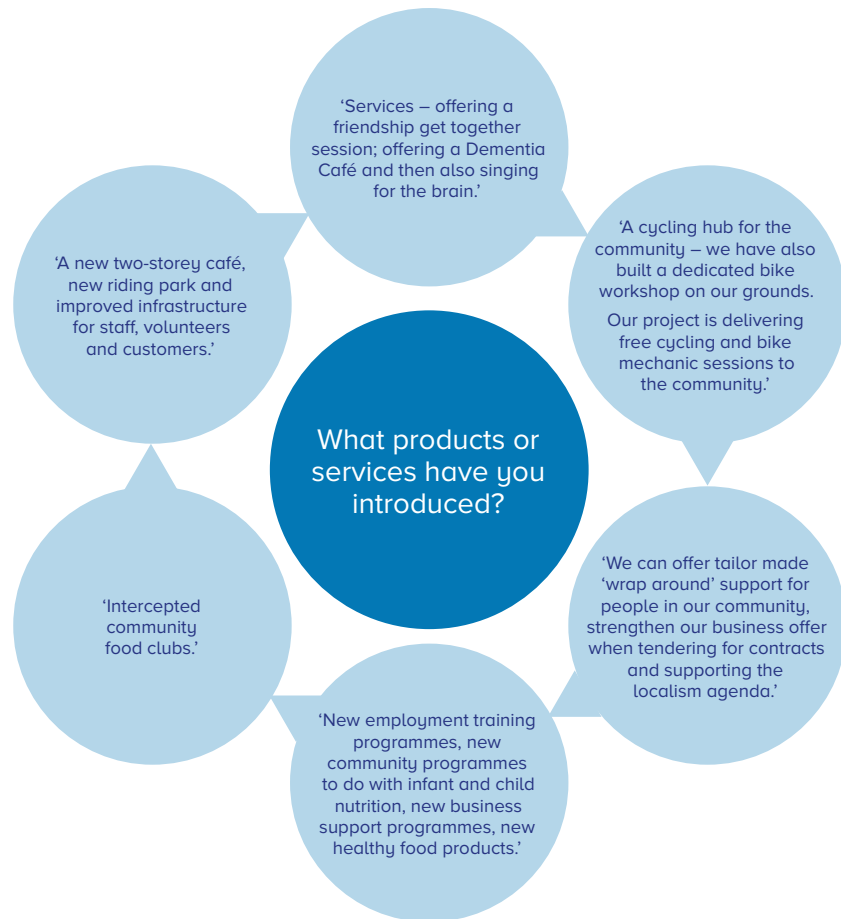 ‘Services – offering a
friendship get together
session; offering a Dementia
Café and then also singing
for the brain.’
‘A cycling hub for the
community – we have also
built a dedicated bike
workshop on our grounds.
Our project is delivering
free cycling and bike
mechanic sessions to
the community.’
‘We can offer tailor made
‘wrap around’ support for
people in our community,
strengthen our business offer
when tendering for contracts
and supporting the
localism agenda.’
‘New employment training
programmes, new
community programmes
to do with infant and child
nutrition, new business
support programmes, new
healthy food products.’
‘Intercepted
community
food clubs.’
‘A new two-storey café,
new riding park and
improved infrastructure
for staff, volunteers
and customers.’
What products or
services have you
introduced?